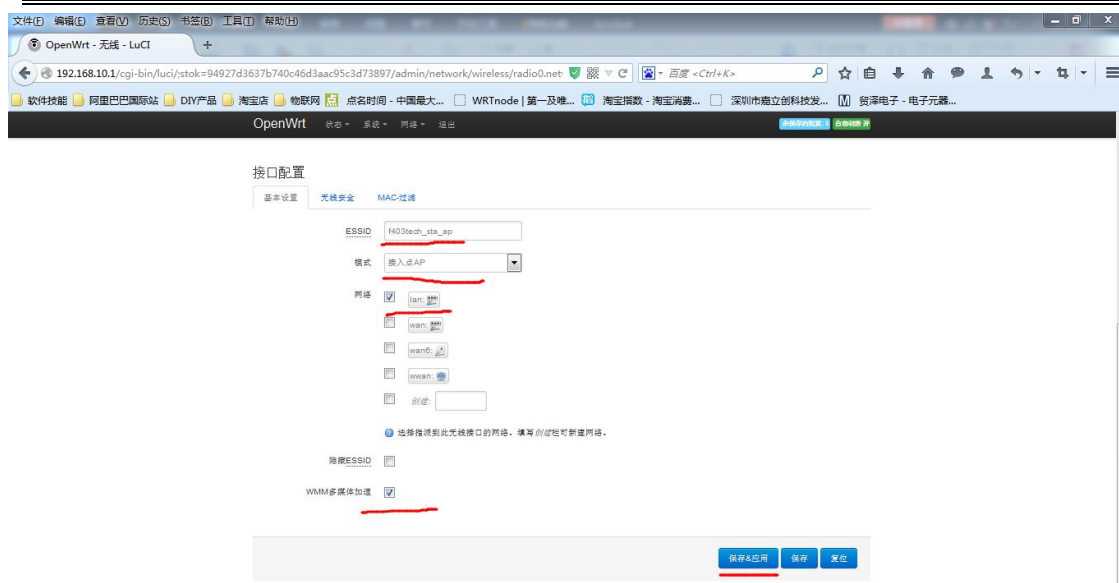 文件(F) 编辑(E) 查看(V) 历史(S) 书签(B) 工具(T) 帮助(H)
OpenWrt - 无线 - LuCI
192.168.10.1/cgi-bin/luci/;stok=94927d3637b740c46d3aac95c3d73897/admin/network/wireless/radio0.net 百度 <Ctrl+K>
软件技能 阿里巴巴国际站 DIY产品 淘宝店 物联网 点名时间 - 中国最大... WRTnode | 第一及唯... 淘宝指数 - 淘宝消费... 深圳市嘉立创科技发... 贸泽电子 - 电子元器...
OpenWrt 状态 系统 网络 退出 未保存的配置: 自动刷新 开
接口配置
基本设置 无线安全 MAC-过滤
ESSID f403tech_sta_ap
模式 接入点AP
网络 lan:
wan:
wan6:
wwan:
创建:
选择指派到此无线接口的网络。填写创建栏可新建网络。
隐藏ESSID
WMM多媒体加速
保存&应用 保存 复位